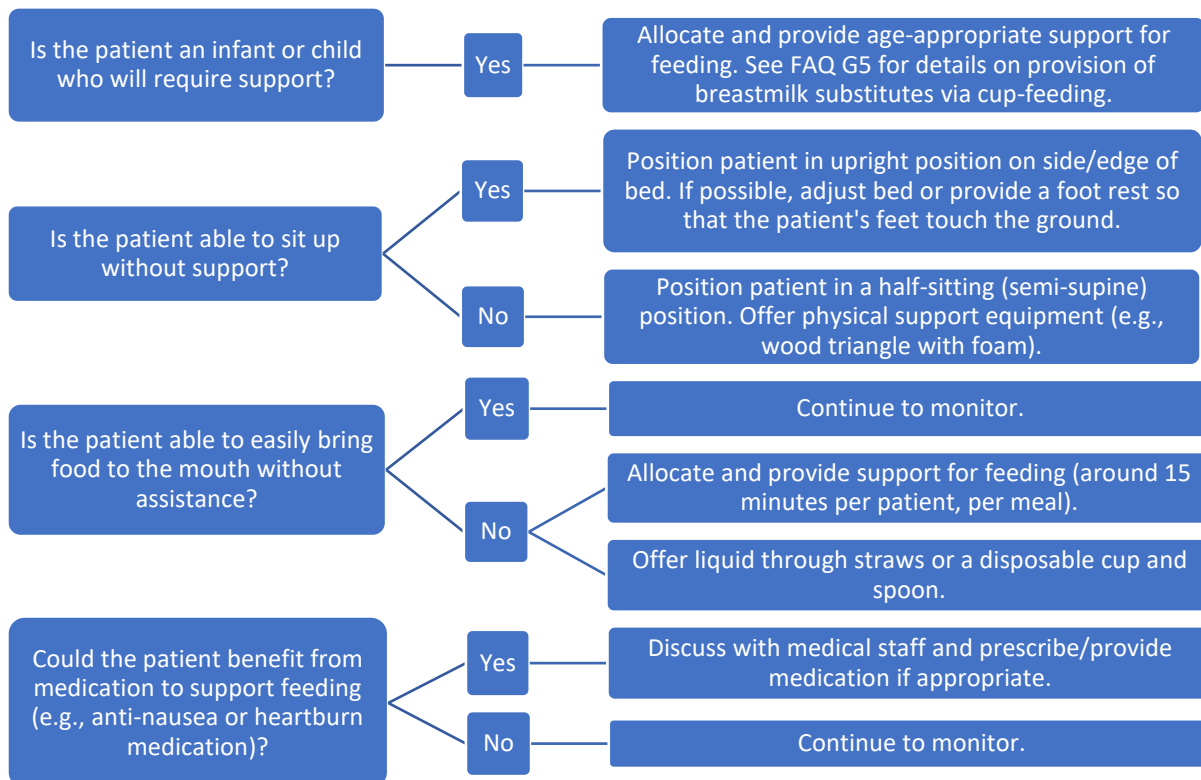 Is the patient an infant or child
who will require support?
Yes
Allocate and provide age-appropriate support for
feeding. See FAQ G5 for details on provision of
breastmilk substitutes via cup-feeding.
Is the patient able to sit up
without support?
Yes
Position patient in upright position on side/edge of
bed. If possible, adjust bed or provide a foot rest so
that the patient's feet touch the ground.
No
Position patient in a half-sitting (semi-supine)
position. Offer physical support equipment (e.g.,
wood triangle with foam).
Is the patient able to easily bring
food to the mouth without
assistance?
Yes
Continue to monitor.
No
Allocate and provide support for feeding (around 15
minutes per patient, per meal).
Offer liquid through straws or a disposable cup and
spoon.
Could the patient benefit from
medication to support feeding
(e.g., anti-nausea or heartburn
medication)?
Yes
Discuss with medical staff and prescribe/provide
medication if appropriate.
No
Continue to monitor.